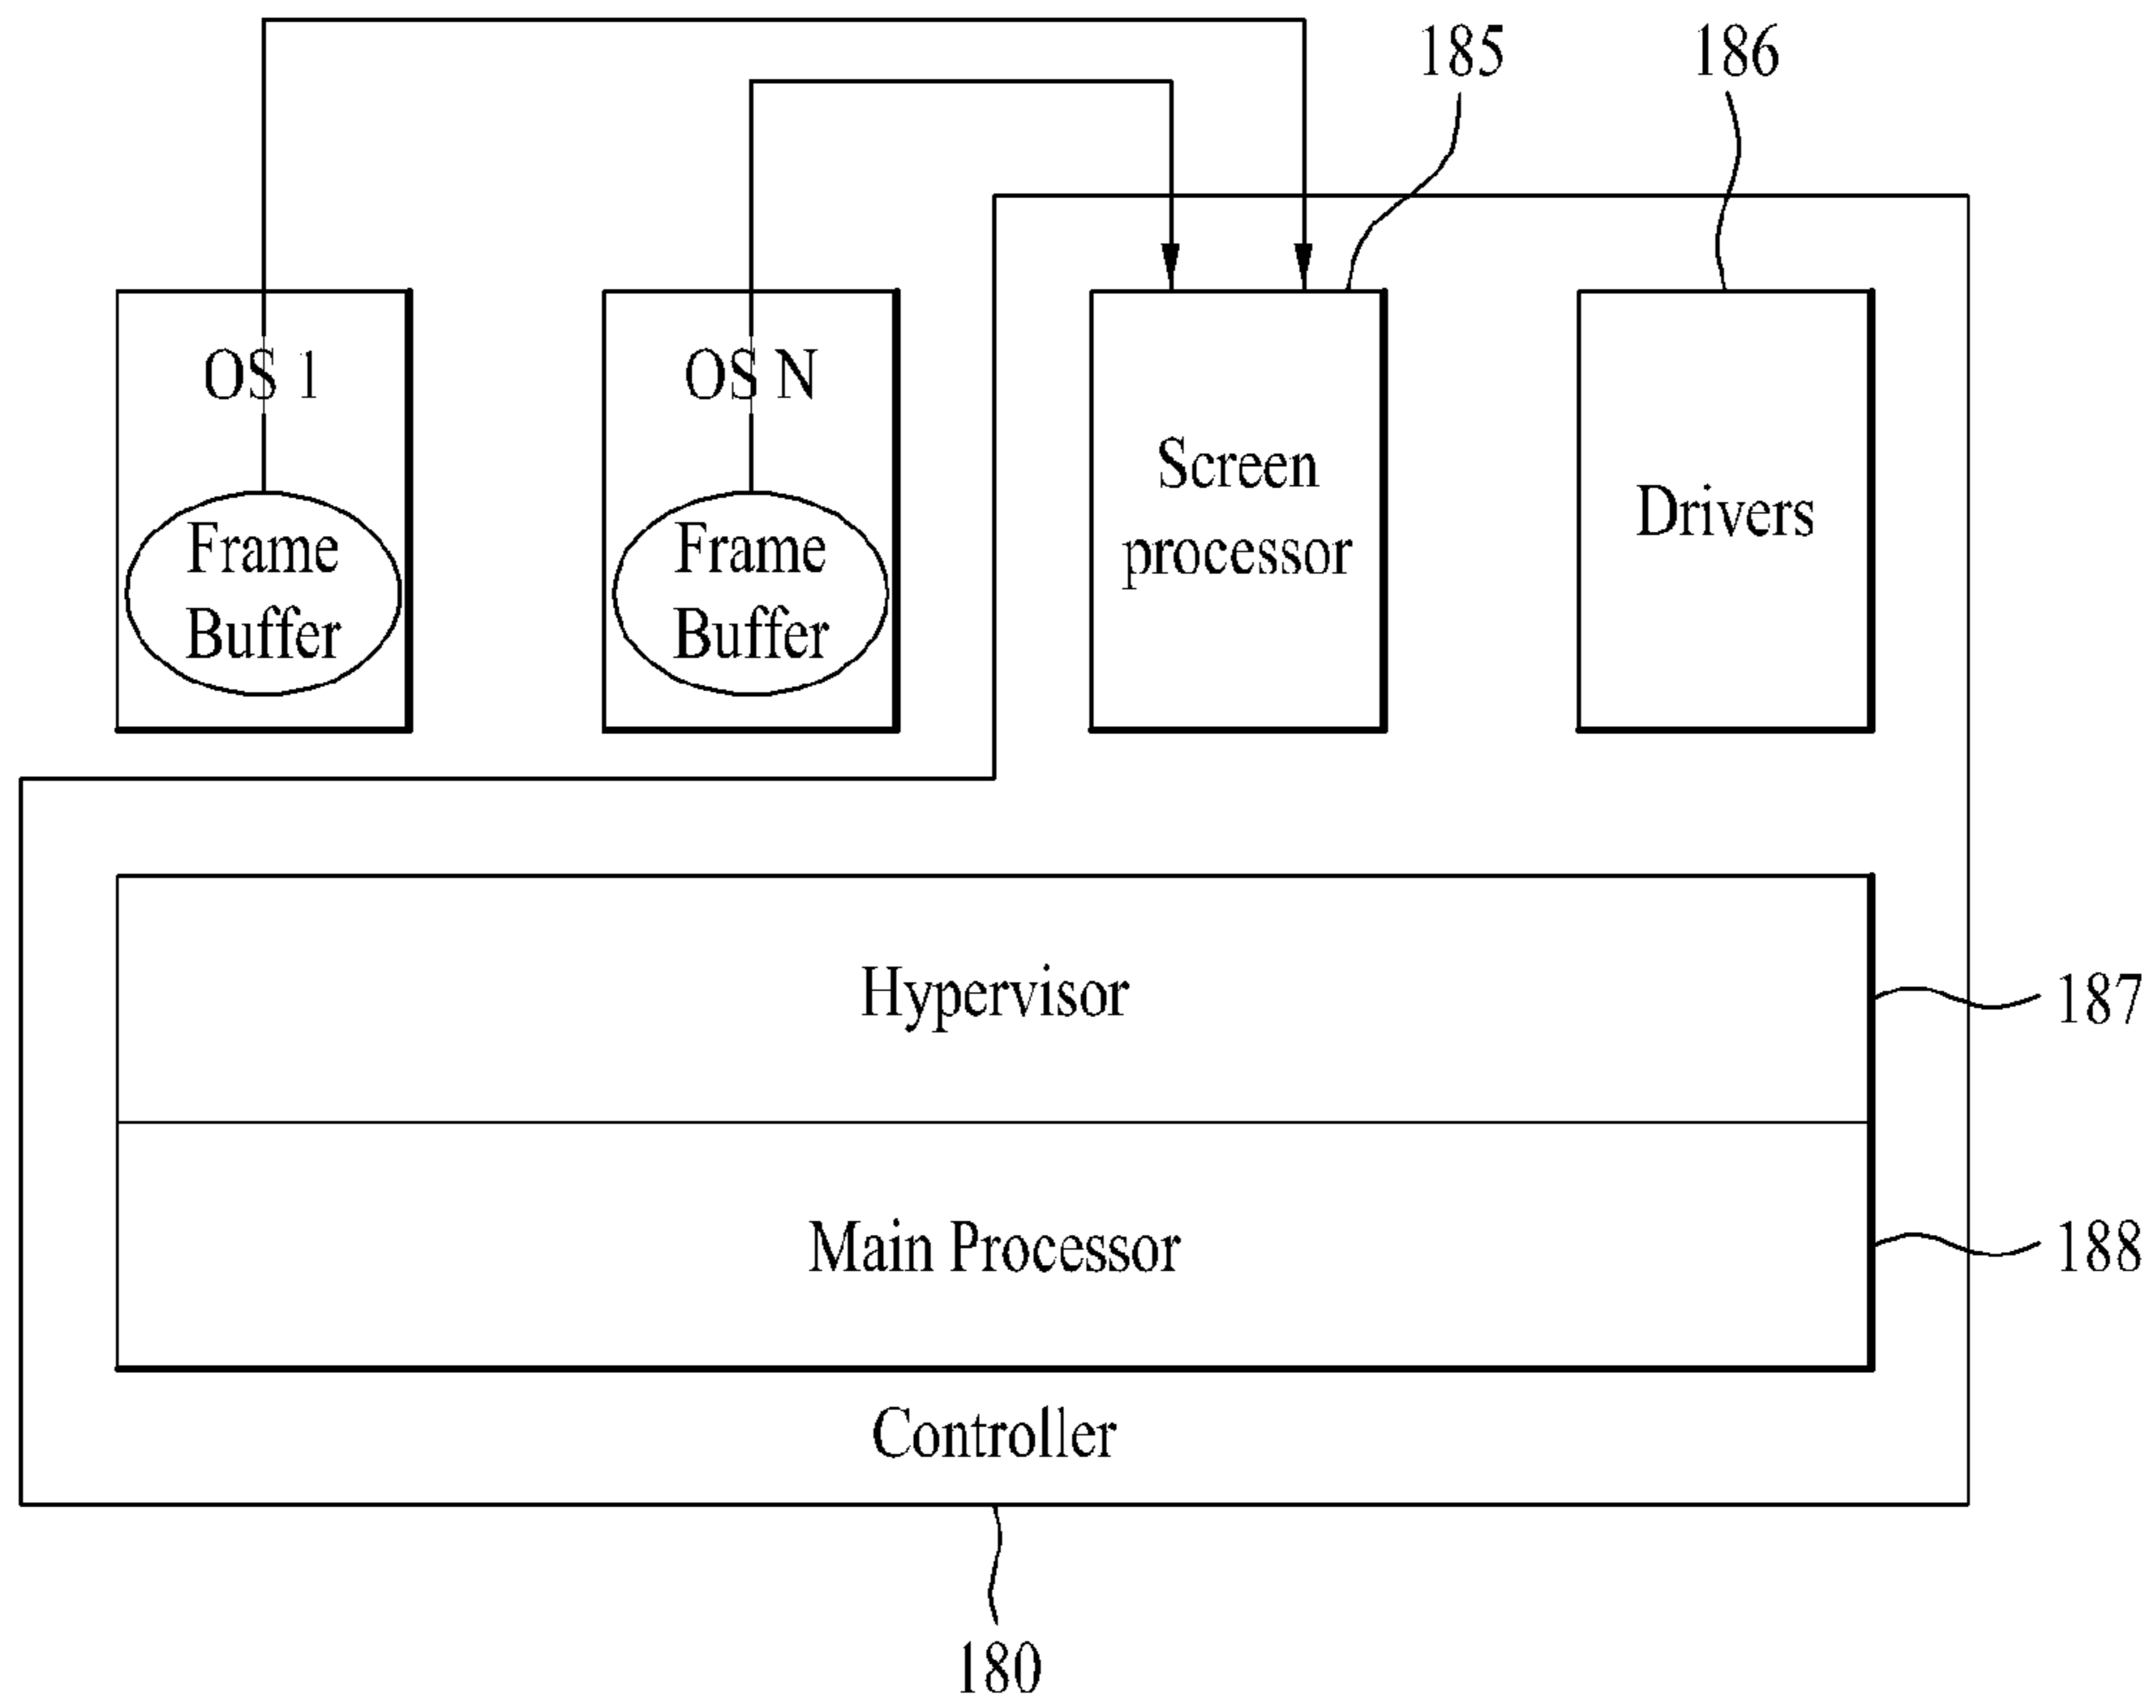 185
186
OS 1
OS N
Screen
processor
Drivers
Frame
Buffer
Frame
Buffer
Hypervisor
187
Main Processor
188
Controller
180